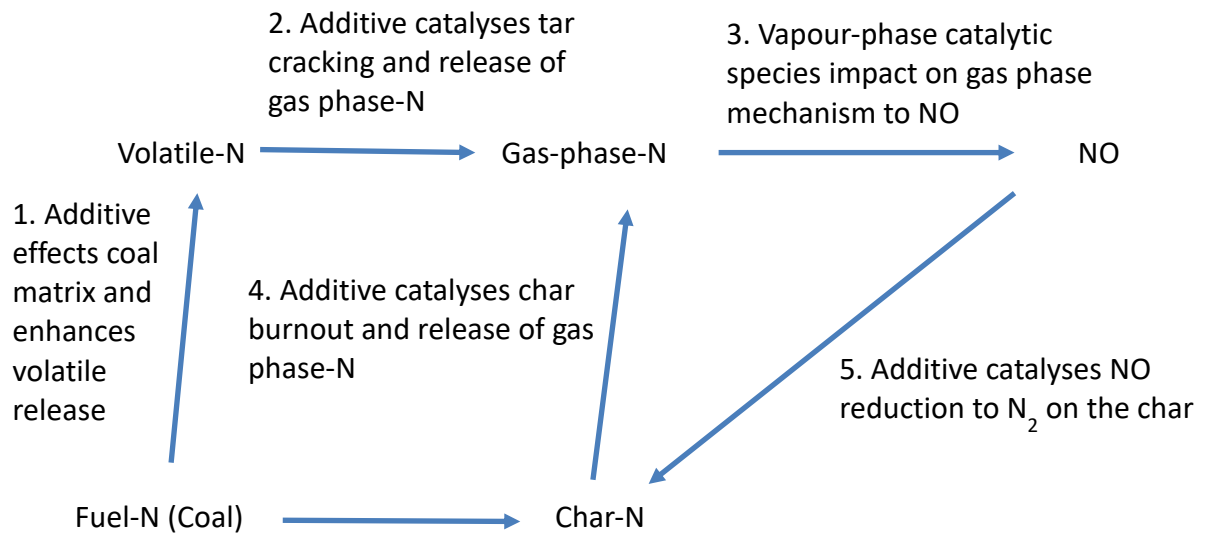 2. Additive catalyses tar
cracking and release of
gas phase-N
3. Vapour-phase catalytic
species impact on gas phase
mechanism to NO
Volatile-N
Gas-phase-N
NO
1. Additive
effects coal
matrix and
enhances
volatile
release
4. Additive catalyses char
burnout and release of gas
phase-N
5. Additive catalyses NO
reduction to N₂ on the char
Fuel-N (Coal)
Char-N